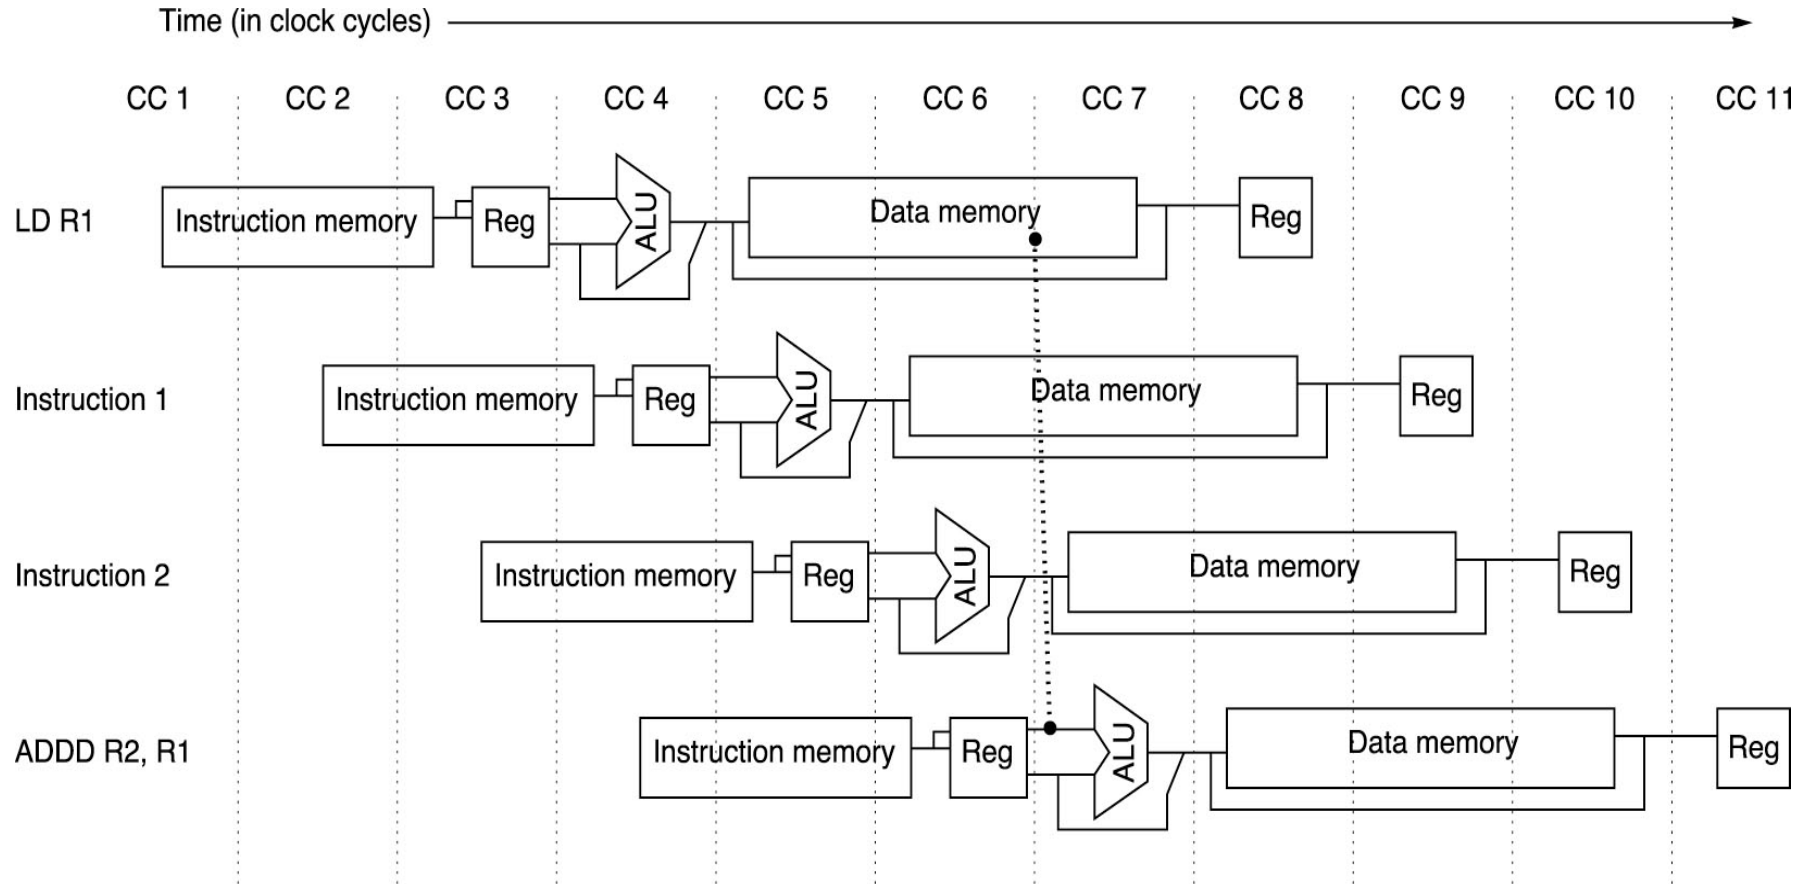 Time (in clock cycles)
CC 1 CC 2 CC 3 CC 4 CC 5 CC 6 CC 7 CC 8 CC 9 CC 10 CC 11
LD R1 Instruction memory Reg ALU Data memory Reg
Instruction 1 Instruction memory Reg ALU Data memory Reg
Instruction 2 Instruction memory Reg ALU Data memory Reg
ADDD R2, R1 Instruction memory Reg ALU Data memory Reg